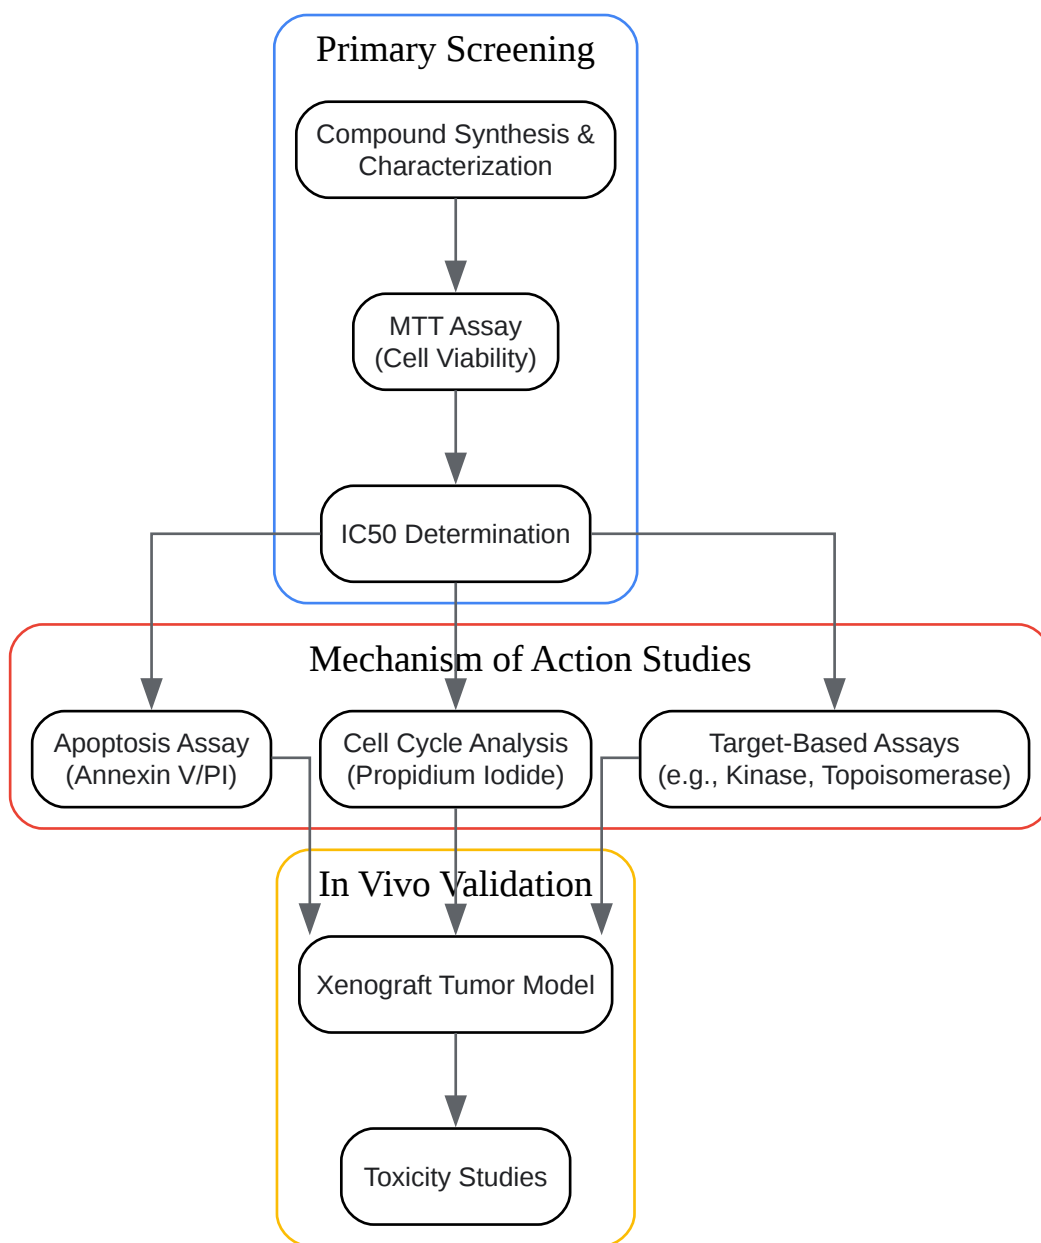 Primary Screening
Compound Synthesis &
Characterization
MTT Assay
(Cell Viability)
IC50 Determination
Mechanism of Action Studies
Apoptosis Assay
(Annexin V/PI)
Cell Cycle Analysis
(Propidium Iodide)
Target-Based Assays
(e.g., Kinase, Topoisomerase)
In Vivo Validation
Xenograft Tumor Model
Toxicity Studies